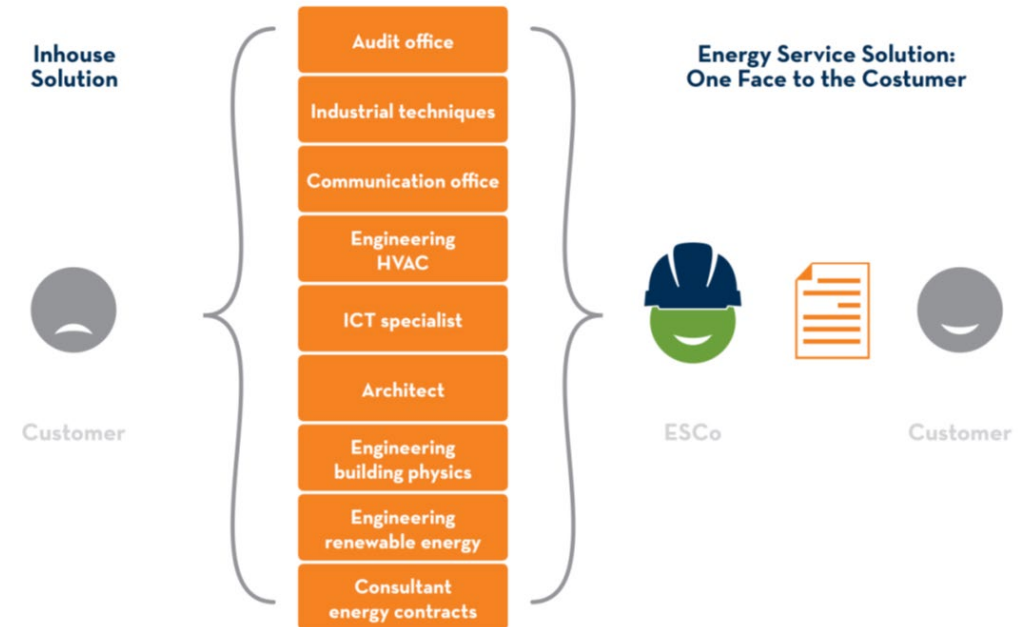 Inhouse
Solution
Customer
Audit office
Industrial techniques
Communication office
Engineering
HVAC
ICT specialist
Architect
Engineering
building physics
Engineering
renewable energy
Consultant
energy contracts
Energy Service Solution:
One Face to the Costumer
ESCo
Customer